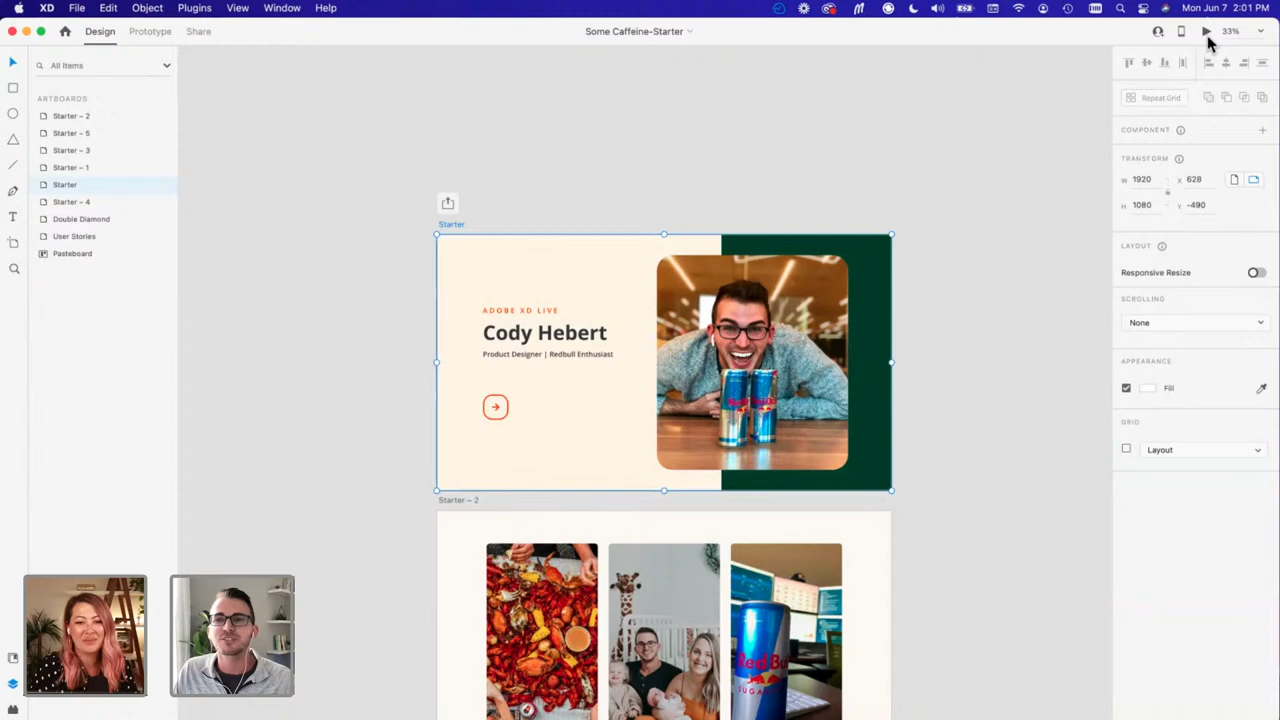 XD File Edit Object Plugins View Window Help
Mon Jun 7 2:01 PM
Design Prototype Share
Some Caffeine-Starter
33%
All Items
ARTBOARDS
Starter – 2
Starter – 5
Starter – 3
Starter – 1
Starter
Starter – 4
Double Diamond
User Stories
Pasteboard
Starter
ADOBE XD LIVE
Cody Hebert
Product Designer | Redbull Enthusiast
Starter – 2
Repeat Grid
COMPONENT
TRANSFORM
W 1920 X 628
H 1080 Y -490
LAYOUT
Responsive Resize
SCROLLING
None
APPEARANCE
Fill
GRID
Layout